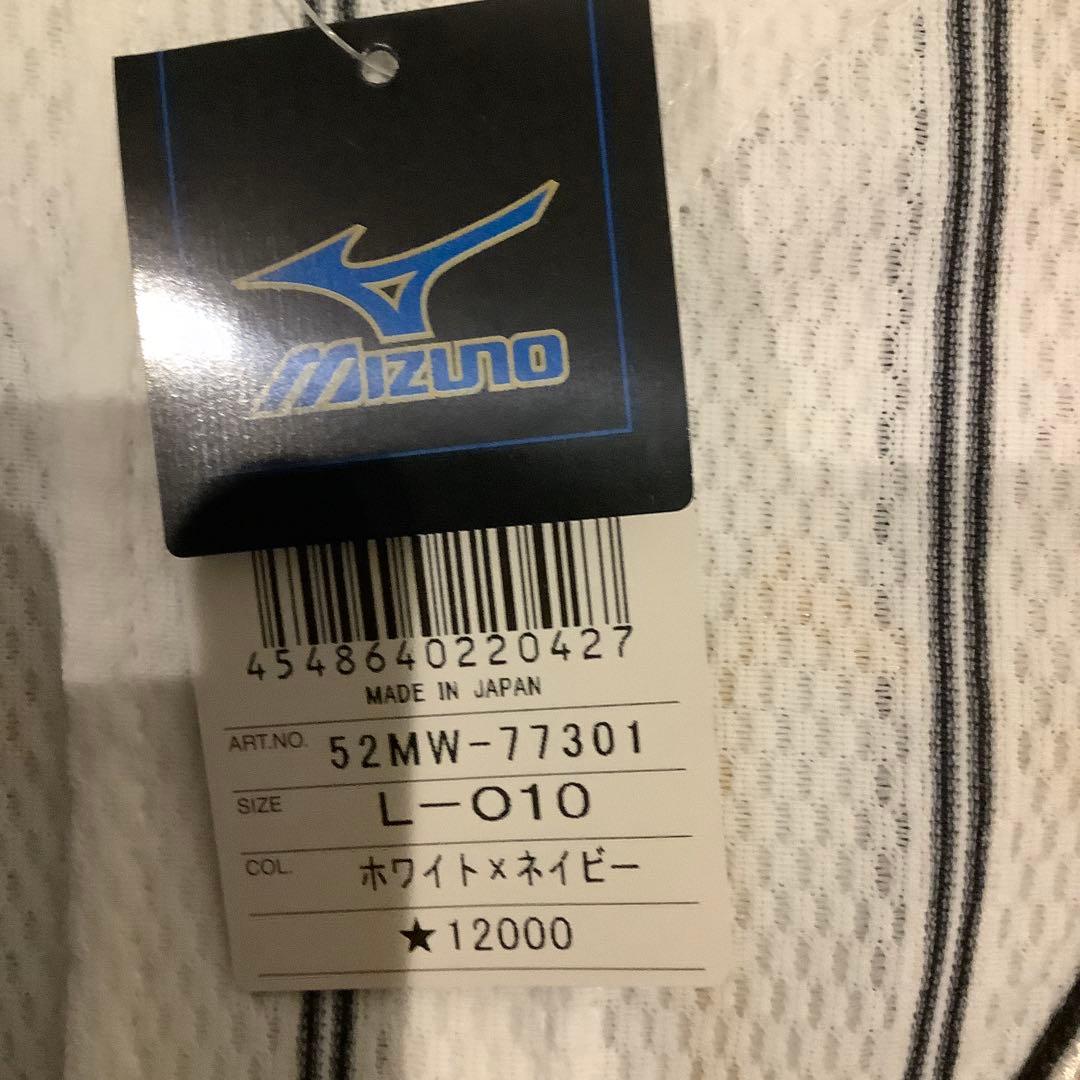 MIZUNO
4548640220427
MADE IN JAPAN
ART.NO. 52MW-77301
SIZE L-010
COL. ホワイト×ネイビー
★12000